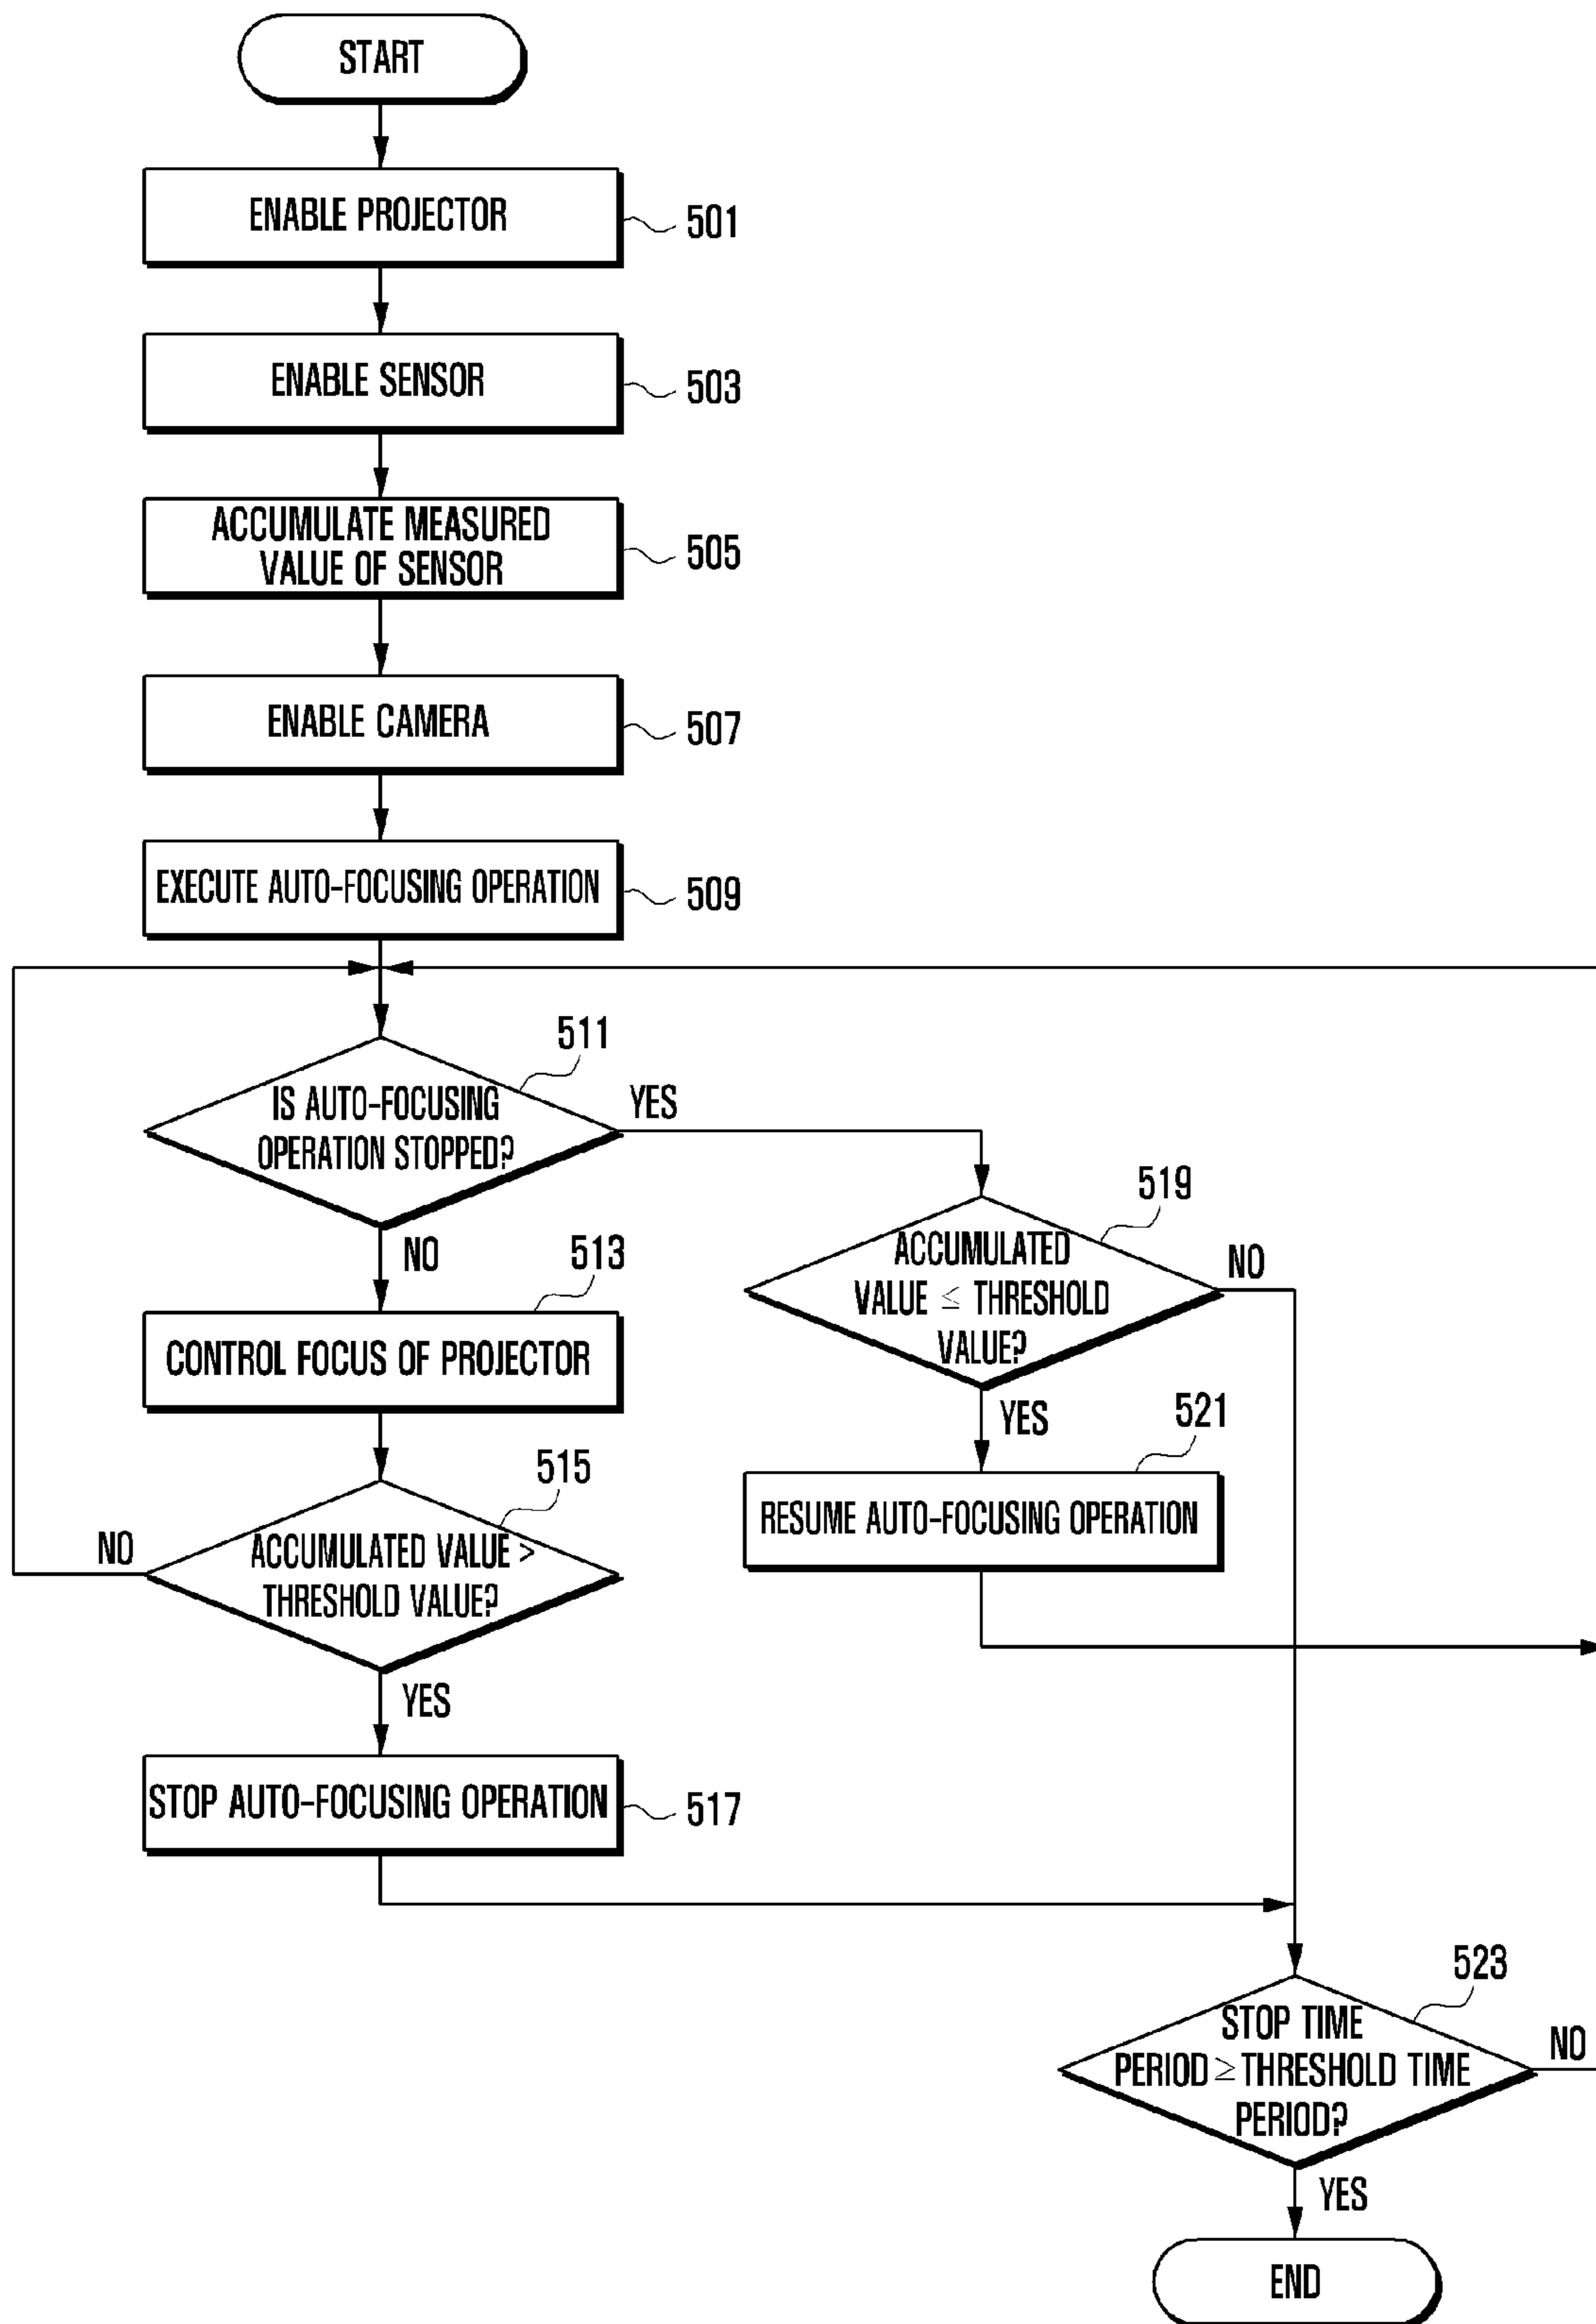 START
ENABLE PROJECTOR
501
ENABLE SENSOR
503
ACCUMULATE MEASURED
VALUE OF SENSOR
505
ENABLE CAMERA
507
EXECUTE AUTO-FOCUSING OPERATION
509
511
IS AUTO-FOCUSING
OPERATION STOPPED?
YES
NO
519
ACCUMULATED
VALUE ≤ THRESHOLD
VALUE?
NO
YES
513
CONTROL FOCUS OF PROJECTOR
521
RESUME AUTO-FOCUSING OPERATION
515
ACCUMULATED VALUE >
THRESHOLD VALUE?
NO
YES
STOP AUTO-FOCUSING OPERATION
517
523
STOP TIME
PERIOD ≥ THRESHOLD TIME
PERIOD?
NO
YES
END